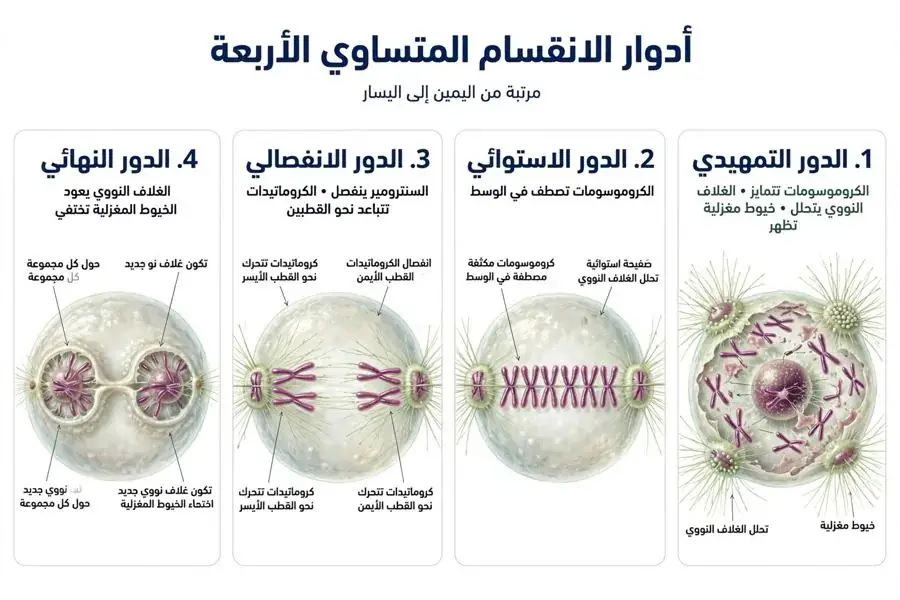 أدوار الانقسام المتساوي الأربعة
مرتبة من اليمين إلى اليسار
1. الدور التمهيدي
الكروموسومات تتمايز • الغلاف
النووي يتحلل • خيوط مغزلية
تظهر
تحلل الغلاف النووي
خيوط مغزلية
2. الدور الاستوائي
الكروموسومات تصطف في الوسط
صفيحة استوائية
تحلل الغلاف النووي
كروموسومات مكثفة
مصطفة في الوسط
3. الدور الانفصالي
السنترومير ينفصل • الكروماتيدات
تتباعد نحو القطبين
انفصال الكروماتيدات
القطب الأيمن
كروماتيدات تتحرك
نحو القطب الأيسر
كروماتيدات تتحرك
نحو القطب الأيمن
كروماتيدات تتحرك
نحو القطب الأيسر
4. الدور النهائي
الغلاف النووي يعود
الخيوط المغزلية تختفي
تكون غلاف نو جديد
حول كل مجموعة
كل مجموعة
تكون غلاف نووي جديد
اختحاء الخيوط المغزلية
نووي جديد
حول كل مجموعة